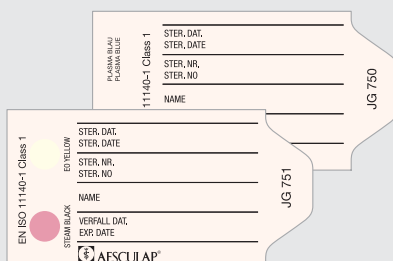 PLASMA BLAU
PLASMA BLUE
11140-1 Class 1
STER. DAT.
STER. DATE
STER. NR.
STER. NO
NAME
JG 750
EN ISO 11140-1 Class 1
EO YELLOW
STEAM BLACK
STER. DAT.
STER. DATE
STER. NR.
STER. NO
NAME
VERFALL DAT.
EXP. DATE
AESCULAP®
JG 751